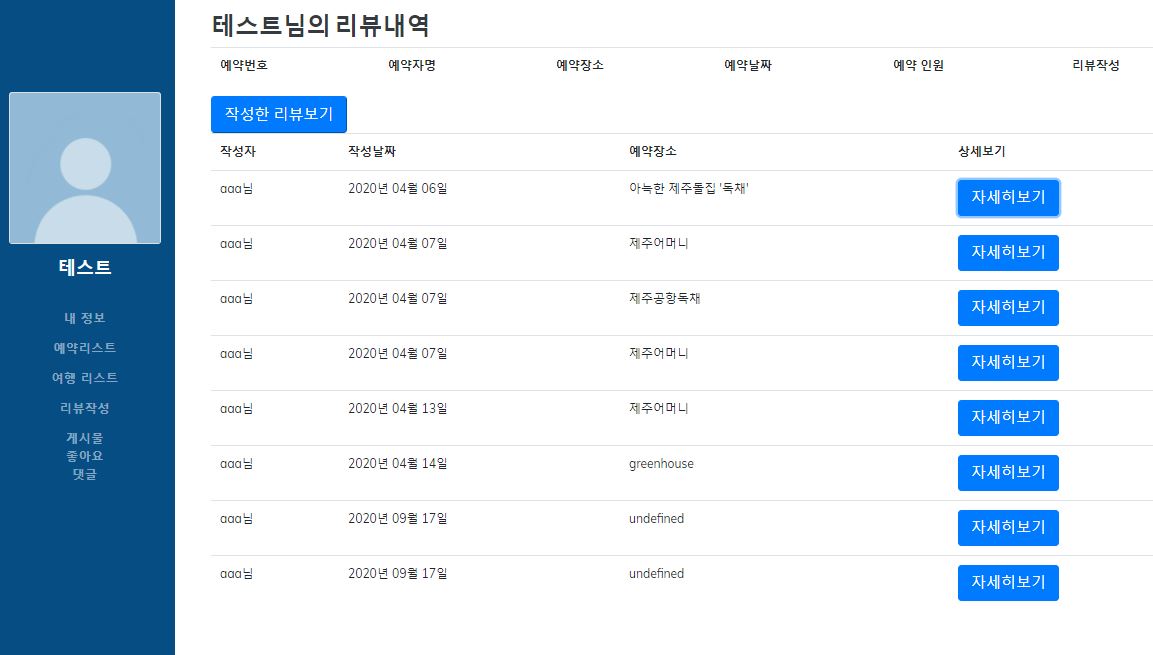 테스트님의 리뷰내역
예약번호 예약자명 예약장소 예약날짜 예약 인원 리뷰작성
작성한 리뷰보기
작성자 작성날짜 예약장소 상세보기
aaa님 2020년 04월 06일 아늑한 제주돌집 '독채' 자세히보기
aaa님 2020년 04월 07일 제주어머니 자세히보기
aaa님 2020년 04월 07일 제주공항독채 자세히보기
aaa님 2020년 04월 07일 제주어머니 자세히보기
aaa님 2020년 04월 13일 제주어머니 자세히보기
aaa님 2020년 04월 14일 greenhouse 자세히보기
aaa님 2020년 09월 17일 undefined 자세히보기
aaa님 2020년 09월 17일 undefined 자세히보기
테스트
내 정보
예약리스트
여행 리스트
리뷰작성
게시물
좋아요
댓글